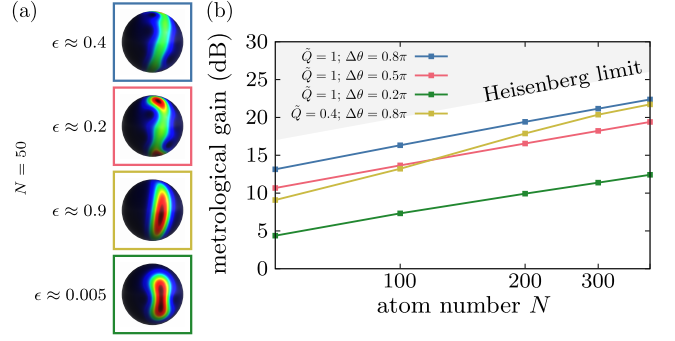 (a)
N = 50
ϵ ≈ 0.4
ϵ ≈ 0.2
ϵ ≈ 0.9
ϵ ≈ 0.005
(b)
metrological gain (dB)
30
25
20
15
10
5
0
Q̃ = 1; Δθ = 0.8π
Q̃ = 1; Δθ = 0.5π
Q̃ = 1; Δθ = 0.2π
Q̃ = 0.4; Δθ = 0.8π
Heisenberg limit
100
200
300
atom number N